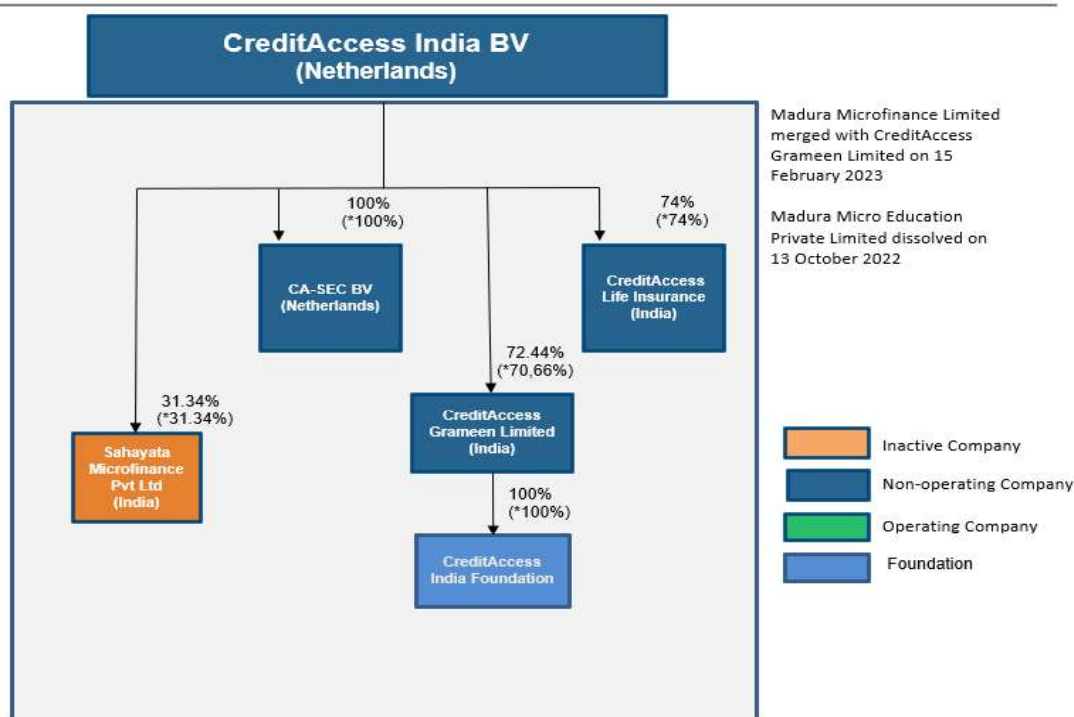 CreditAccess India BV
(Netherlands)
Madura Microfinance Limited
merged with CreditAccess
Grameen Limited on 15
February 2023
Madura Micro Education
Private Limited dissolved on
13 October 2022
100%
(*100%)
74%
(*74%)
CA-SEC BV
(Netherlands)
CreditAccess
Life Insurance
(India)
72.44%
(*70,66%)
31.34%
(*31.34%)
CreditAccess
Grameen Limited
(India)
Sahayata
Microfinance
Pvt Ltd
(India)
100%
(*100%)
CreditAccess
India Foundation
Inactive Company
Non-operating Company
Operating Company
Foundation